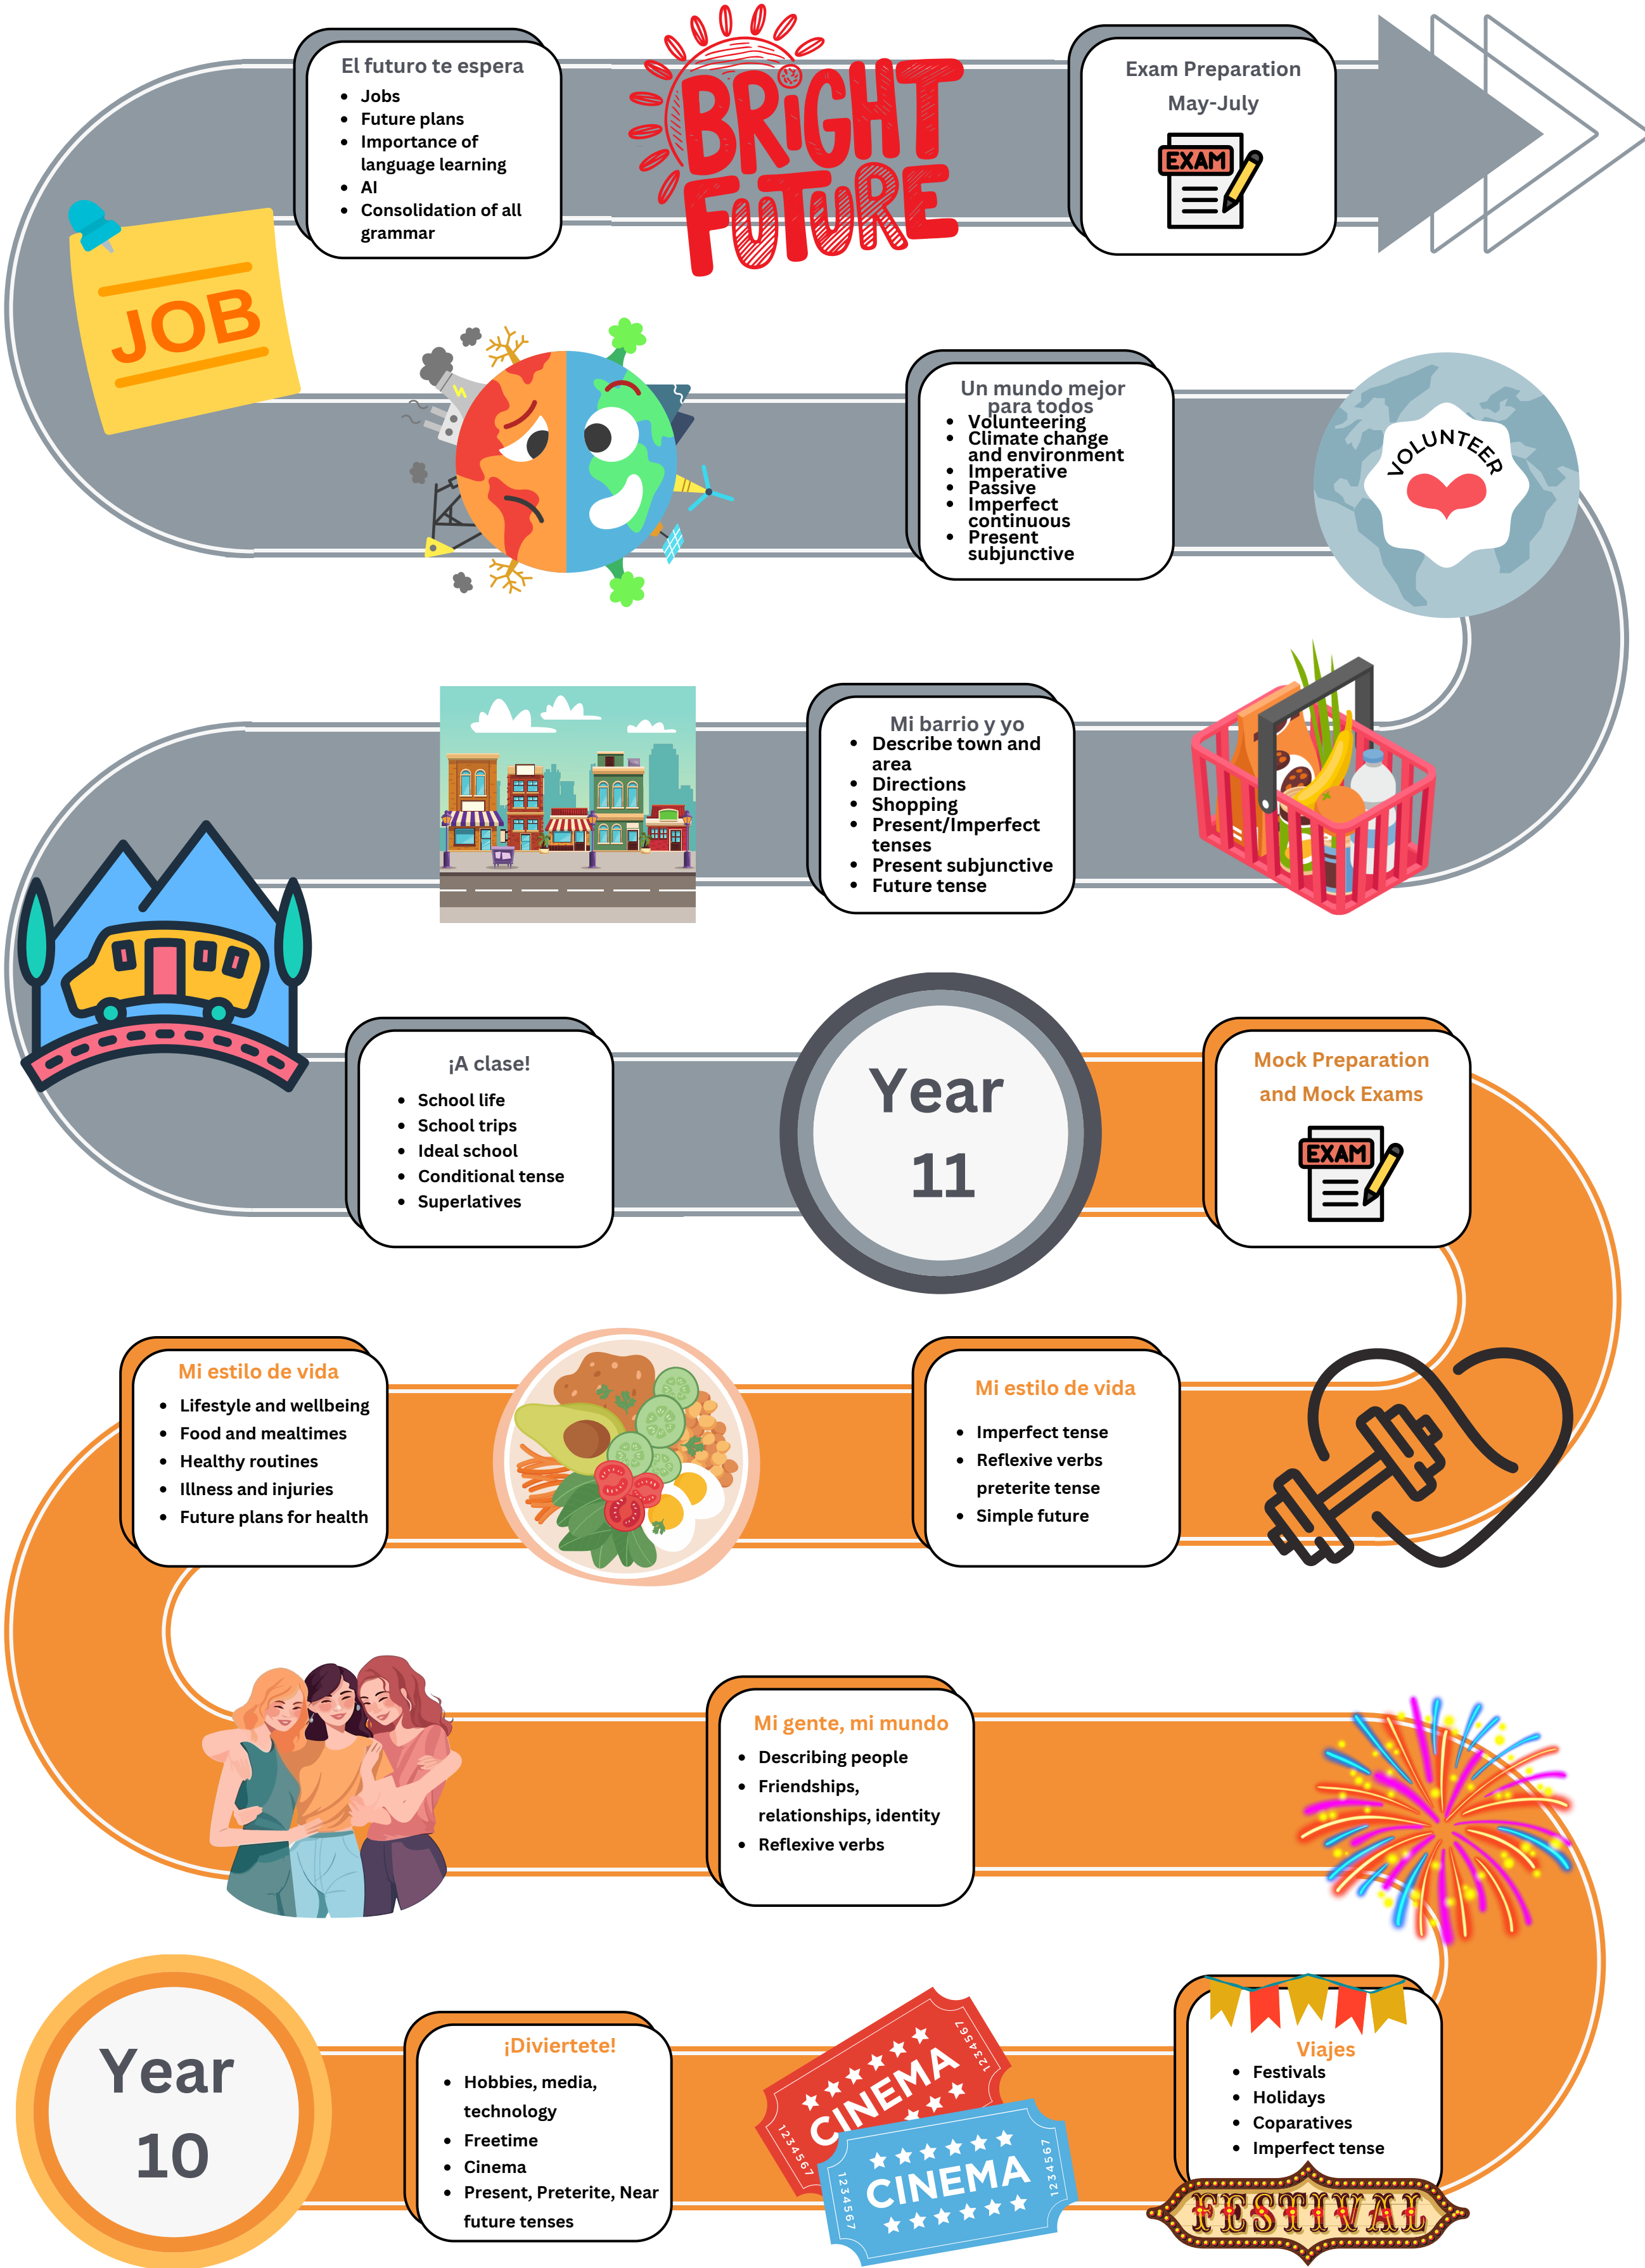 El futuro te espera
Jobs
Future plans
Importance of
language learning
AI
Consolidation of all
grammar
BRiGHT
FUTURE
Exam Preparation
May-July
EXAM
JOB
Un mundo mejor
para todos
Volunteering
Climate change
and environment
Imperative
Passive
Imperfect
continuous
Present
subjunctive
VOLUNTEER
Mi barrio y yo
Describe town and
area
Directions
Shopping
Present/Imperfect
tenses
Present subjunctive
Future tense
¡A clase!
School life
School trips
Ideal school
Conditional tense
Superlatives
Year
11
Mock Preparation
and Mock Exams
EXAM
Mi estilo de vida
Lifestyle and wellbeing
Food and mealtimes
Healthy routines
Illness and injuries
Future plans for health
Mi estilo de vida
Imperfect tense
Reflexive verbs
preterite tense
Simple future
Mi gente, mi mundo
Describing people
Friendships,
relationships, identity
Reflexive verbs
Year
10
¡Diviertete!
Hobbies, media,
technology
Freetime
Cinema
Present, Preterite, Near
future tenses
CINEMA
1234567
1234567
CINEMA
1234567
1234567
Viajes
Festivals
Holidays
Coparatives
Imperfect tense
FESTIVAL